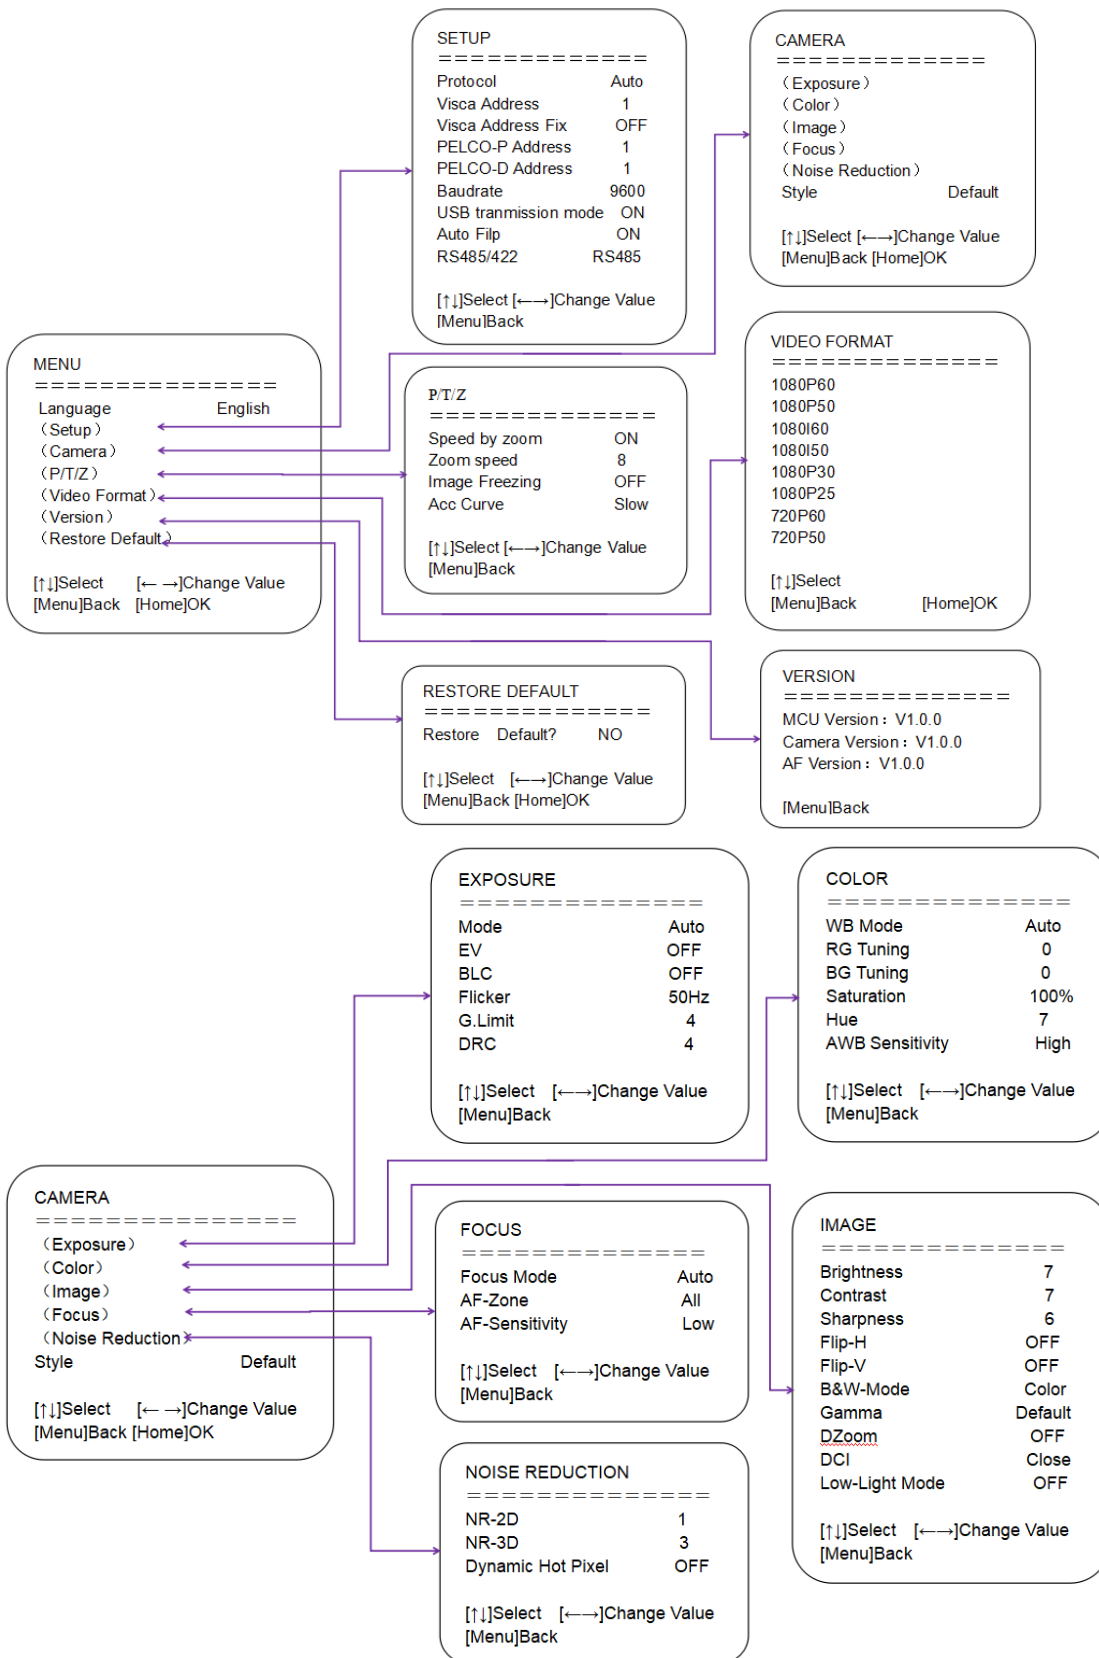 SETUP
=============
Protocol Auto
Visca Address 1
Visca Address Fix OFF
PELCO-P Address 1
PELCO-D Address 1
Baudrate 9600
USB tranmission mode ON
Auto Filp ON
RS485/422 RS485
[↑↓]Select [←→]Change Value
[Menu]Back
CAMERA
=============
（Exposure）
（Color）
（Image）
（Focus）
（Noise Reduction）
Style Default
[↑↓]Select [←→]Change Value
[Menu]Back [Home]OK
MENU
===============
Language English
（Setup）
（Camera）
（P/T/Z）
（Video Format）
（Version）
（Restore Default）
[↑↓]Select [← →]Change Value
[Menu]Back [Home]OK
P/T/Z
==============
Speed by zoom ON
Zoom speed 8
Image Freezing OFF
Acc Curve Slow
[↑↓]Select [←→]Change Value
[Menu]Back
VIDEO FORMAT
==============
1080P60
1080P50
1080I60
1080I50
1080P30
1080P25
720P60
720P50
[↑↓]Select
[Menu]Back [Home]OK
RESTORE DEFAULT
==============
Restore Default? NO
[↑↓]Select [←→]Change Value
[Menu]Back [Home]OK
VERSION
==============
MCU Version：V1.0.0
Camera Version：V1.0.0
AF Version：V1.0.0
[Menu]Back
EXPOSURE
==============
Mode Auto
EV OFF
BLC OFF
Flicker 50Hz
G.Limit 4
DRC 4
[↑↓]Select [←→]Change Value
[Menu]Back
COLOR
==============
WB Mode Auto
RG Tuning 0
BG Tuning 0
Saturation 100%
Hue 7
AWB Sensitivity High
[↑↓]Select [←→]Change Value
[Menu]Back
CAMERA
===============
（Exposure）
（Color）
（Image）
（Focus）
（Noise Reduction）
Style Default
[↑↓]Select [← →]Change Value
[Menu]Back [Home]OK
FOCUS
==============
Focus Mode Auto
AF-Zone All
AF-Sensitivity Low
[↑↓]Select [←→]Change Value
[Menu]Back
IMAGE
==============
Brightness 7
Contrast 7
Sharpness 6
Flip-H OFF
Flip-V OFF
B&W-Mode Color
Gamma Default
DZoom OFF
DCI Close
Low-Light Mode OFF
[↑↓]Select [←→]Change Value
[Menu]Back
NOISE REDUCTION
==============
NR-2D 1
NR-3D 3
Dynamic Hot Pixel OFF
[↑↓]Select [←→]Change Value
[Menu]Back